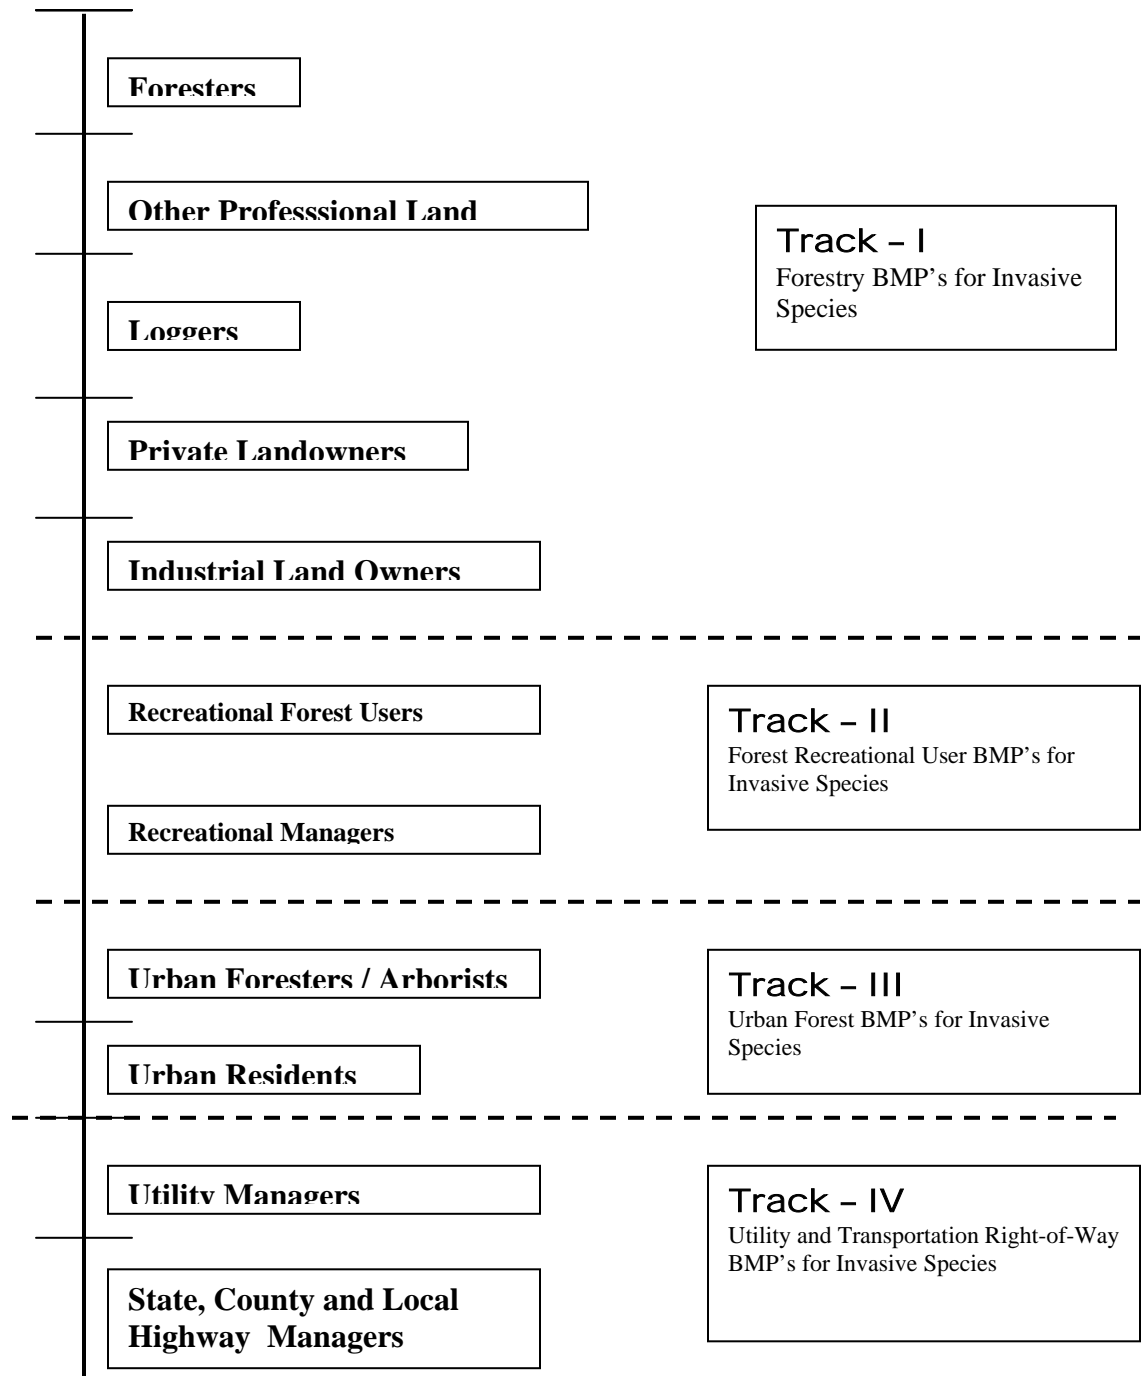 Foresters
Other Professsional Land
Track – I
Forestry BMP’s for Invasive
Species
Loggers
Private Landowners
Industrial Land Owners
Recreational Forest Users
Track – II
Forest Recreational User BMP’s for
Invasive Species
Recreational Managers
Urban Foresters / Arborists
Track – III
Urban Forest BMP’s for Invasive
Species
Urban Residents
Utility Managers
Track – IV
Utility and Transportation Right-of-Way
BMP’s for Invasive Species
State, County and Local
Highway  Managers